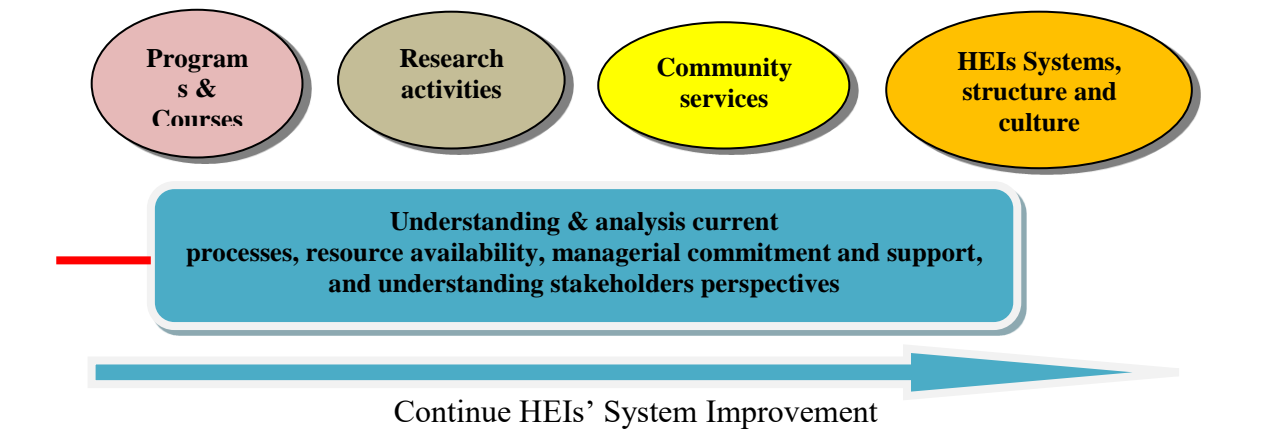 Program
s &
Courses
Research
activities
Community
services
HEIs Systems,
structure and
culture
Understanding & analysis current
processes, resource availability, managerial commitment and support,
and understanding stakeholders perspectives
Continue HEIs’ System Improvement